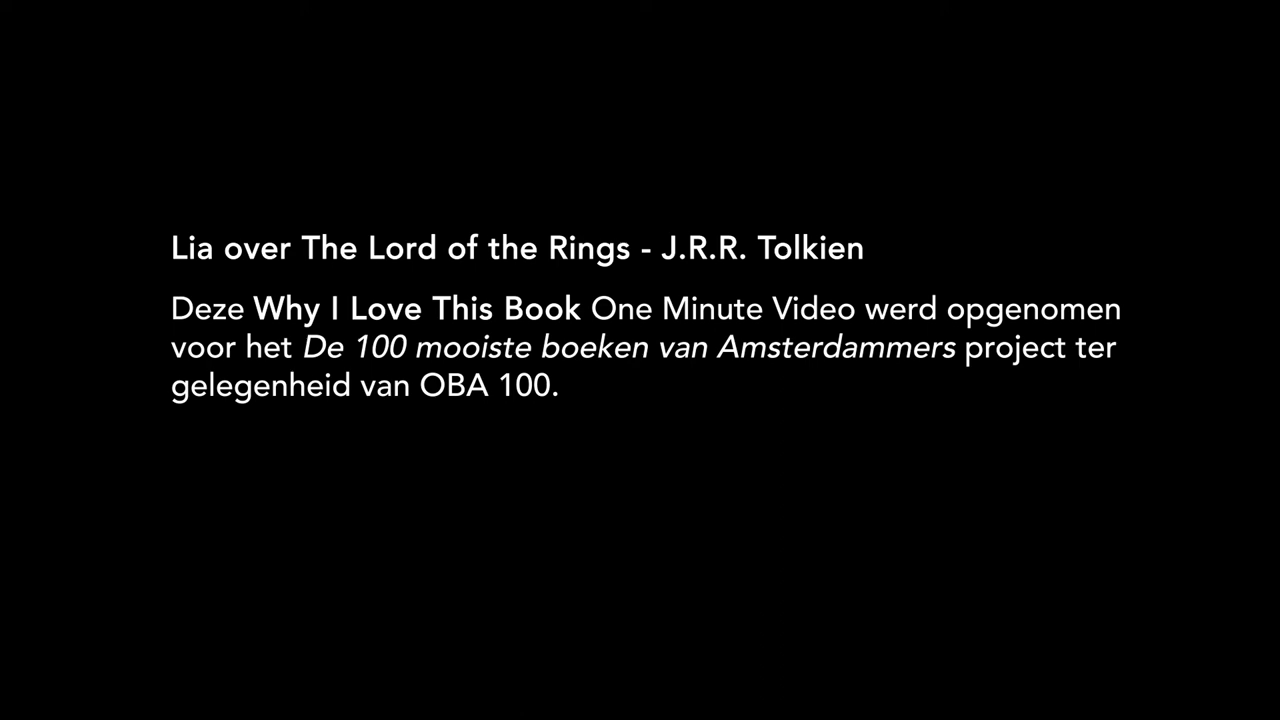 Lia over The Lord of the Rings - J.R.R. Tolkien
Deze Why I Love This Book One Minute Video werd opgenomen
voor het De 100 mooiste boeken van Amsterdammers project ter
gelegenheid van OBA 100.